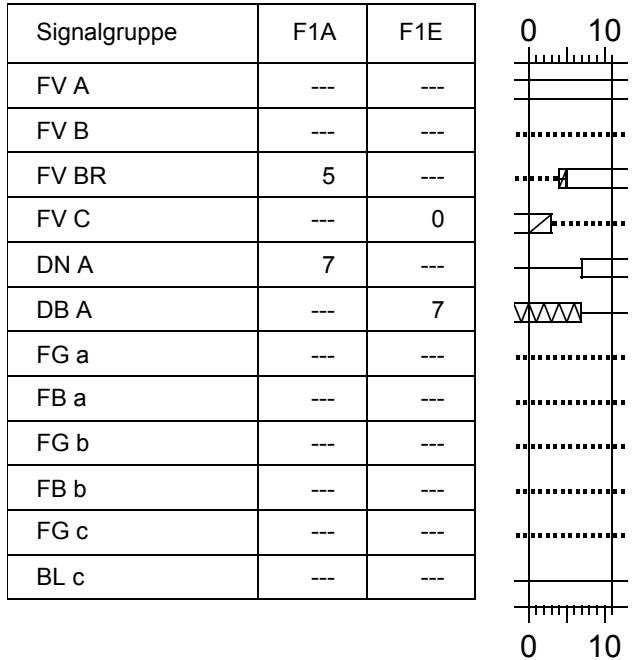 Signalgruppe F1A F1E
FV A --- ---
FV B --- ---
FV BR 5 ---
FV C --- 0
DN A 7 ---
DB A --- 7
FG a --- ---
FB a --- ---
FG b --- ---
FB b --- ---
FG c --- ---
BL c --- ---
0 10
0 10